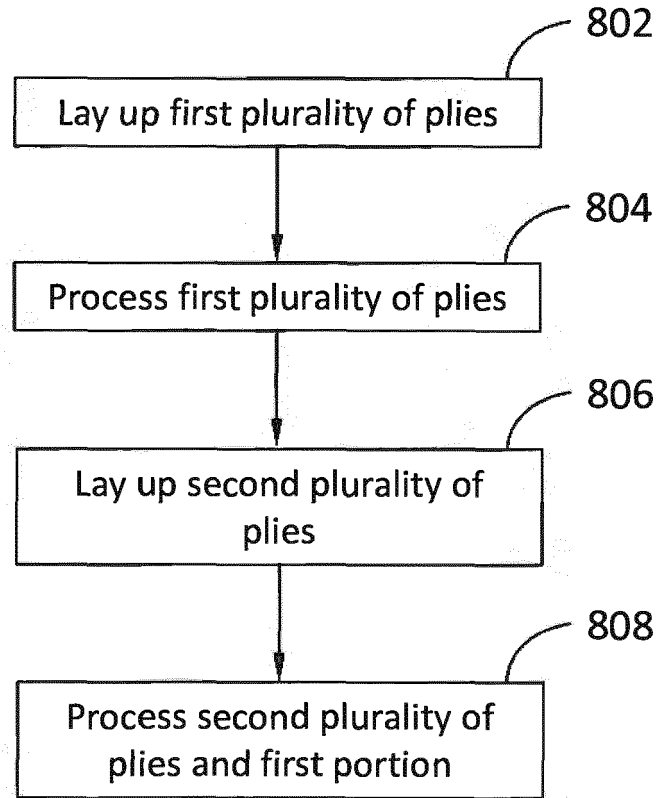 802
Lay up first plurality of plies
804
Process first plurality of plies
806
Lay up second plurality of
plies
808
Process second plurality of
plies and first portion